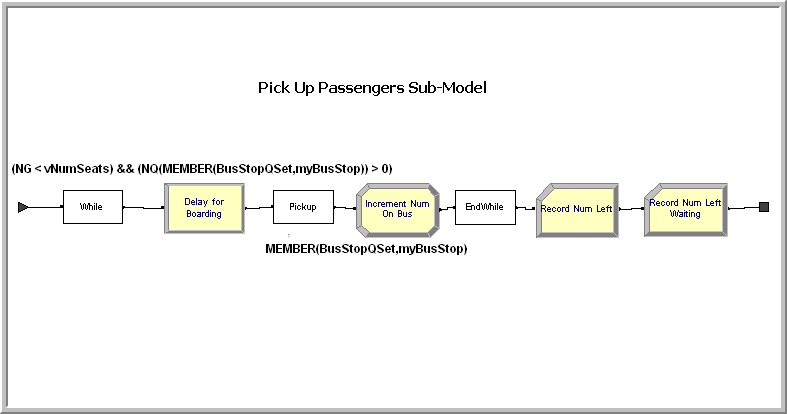 Pick Up Passengers Sub-Model
(NG < vNumSeats) && (NQ(MEMBER(BusStopQSet,myBusStop)) > 0)
While
Delay for
Boarding
Pickup
Increment Num
On Bus
EndWhile
Record Num Left
Record Num Left
Waiting
MEMBER(BusStopQSet,myBusStop)